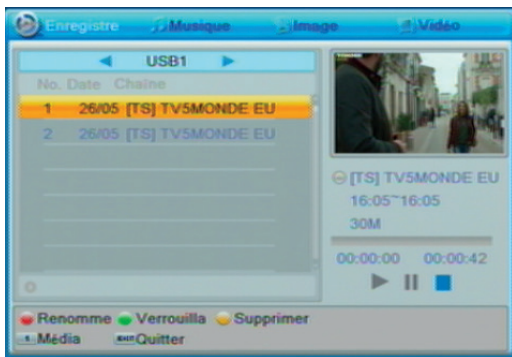 Enregistre Musique Image Vidéo
USB1
No. Date Chaîne
1 26/05 [TS] TV5MONDE EU
2 26/05 [TS] TV5MONDE EU
[TS] TV5MONDE EU
16:05~16:05
30M
00:00:00 00:00:42
Renomme Verrouilla Supprimer
1 Média EXIT Quitter